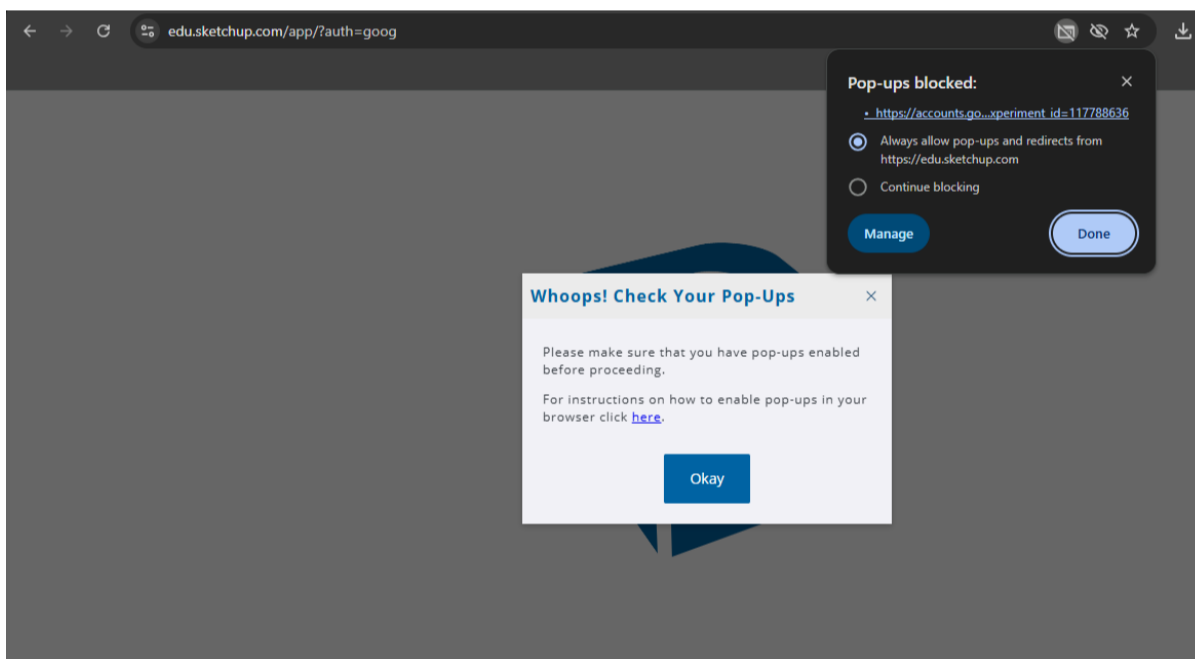 edu.sketchup.com/app/?auth=goog
Pop-ups blocked:
• https://accounts.go...xperiment_id=117788636
Always allow pop-ups and redirects from
https://edu.sketchup.com
Continue blocking
Manage
Done
Whoops! Check Your Pop-Ups
Please make sure that you have pop-ups enabled
before proceeding.
For instructions on how to enable pop-ups in your
browser click here.
Okay